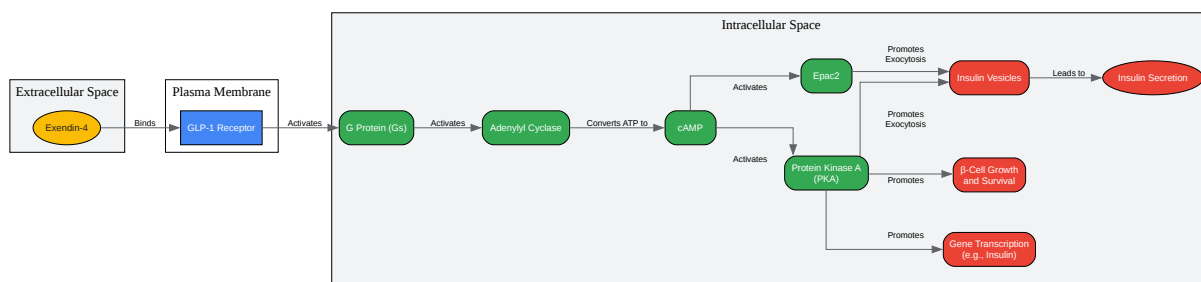 Intracellular Space
Extracellular Space
Exendin-4
Binds
Plasma Membrane
GLP-1 Receptor
Activates
G Protein (Gs)
Activates
Adenylyl Cyclase
Converts ATP to
cAMP
Activates
Epac2
Promotes
Exocytosis
Insulin Vesicles
Leads to
Insulin Secretion
Activates
Protein Kinase A
(PKA)
Promotes
Exocytosis
Promotes
β-Cell Growth
and Survival
Promotes
Gene Transcription
(e.g., Insulin)